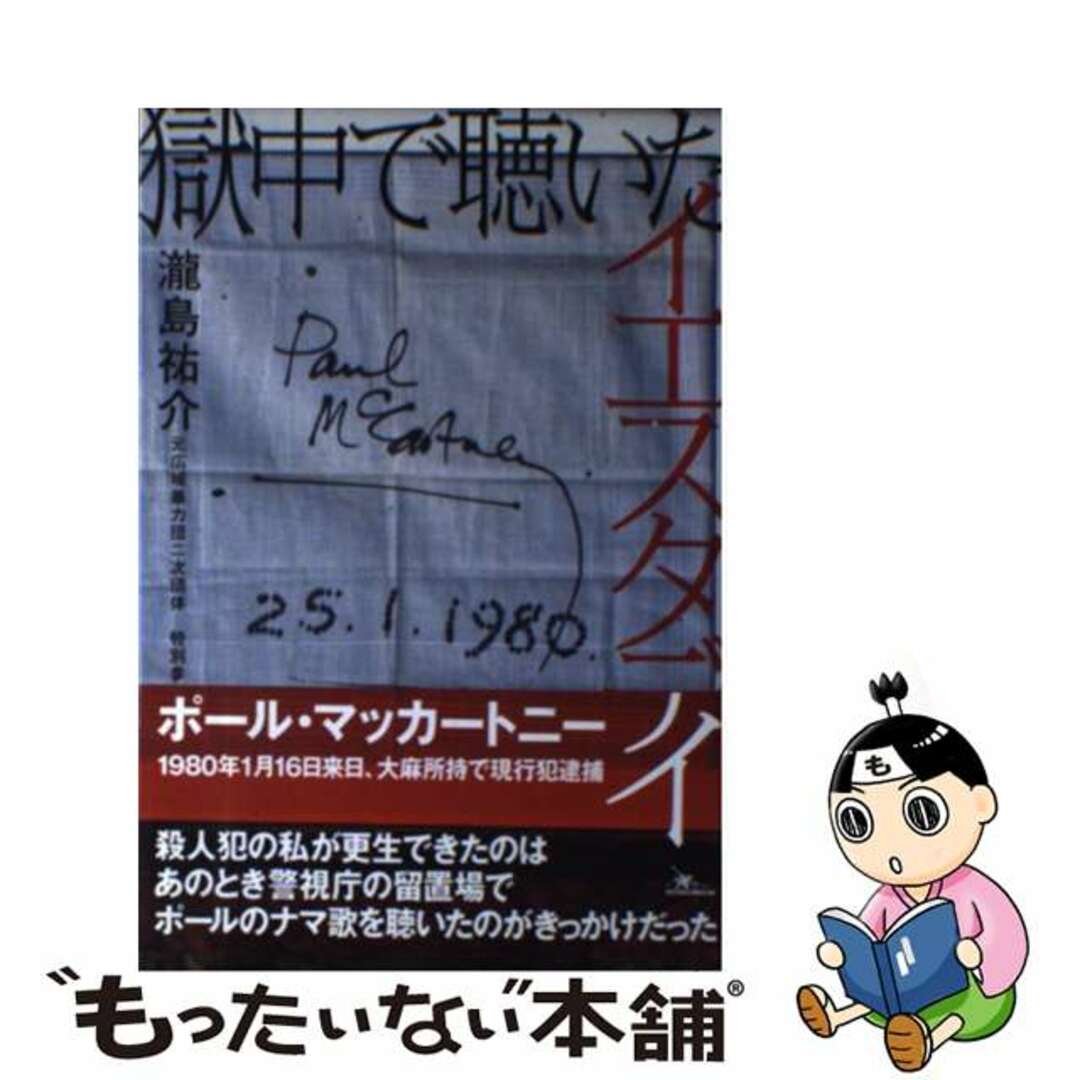 獄中で聴いた
イエスタデイ
瀧島祐介
元広域暴力団二次団体 特別参
Paul
McCartney
25.1.1980.
ポール・マッカートニー
1980年1月16日来日、大麻所持で現行犯逮捕
殺人犯の私が更生できたのは
あのとき警視庁の留置場で
ポールのナマ歌を聴いたのがきっかけだった
も
“もったいない”本舗®